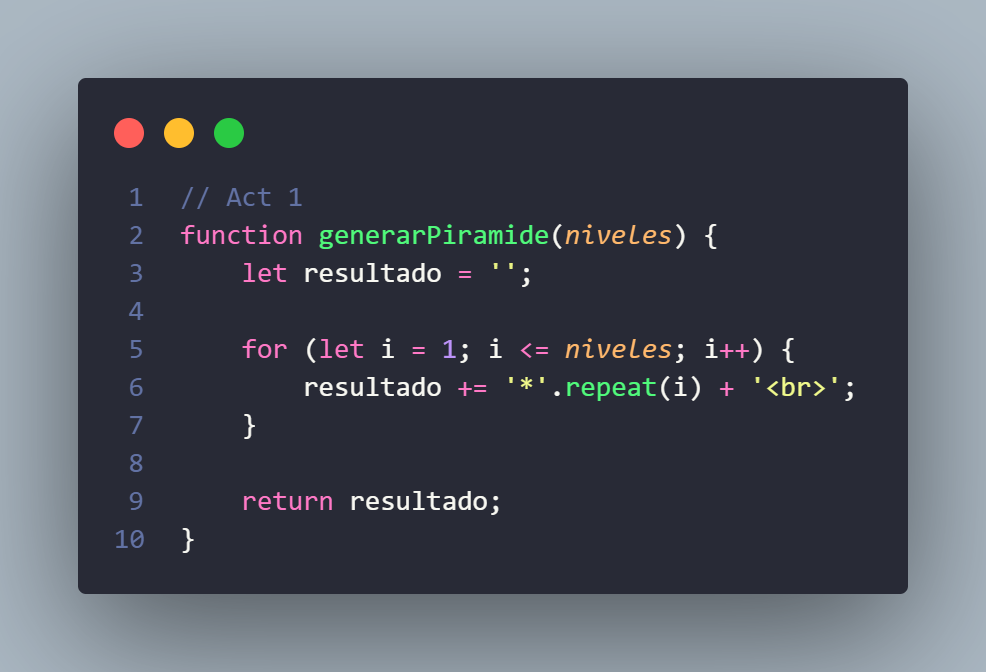 1 // Act 1
2 function generarPiramide(niveles) {
3     let resultado = '';
4
5     for (let i = 1; i <= niveles; i++) {
6         resultado += '*'.repeat(i) + '<br>';
7     }
8
9     return resultado;
10 }